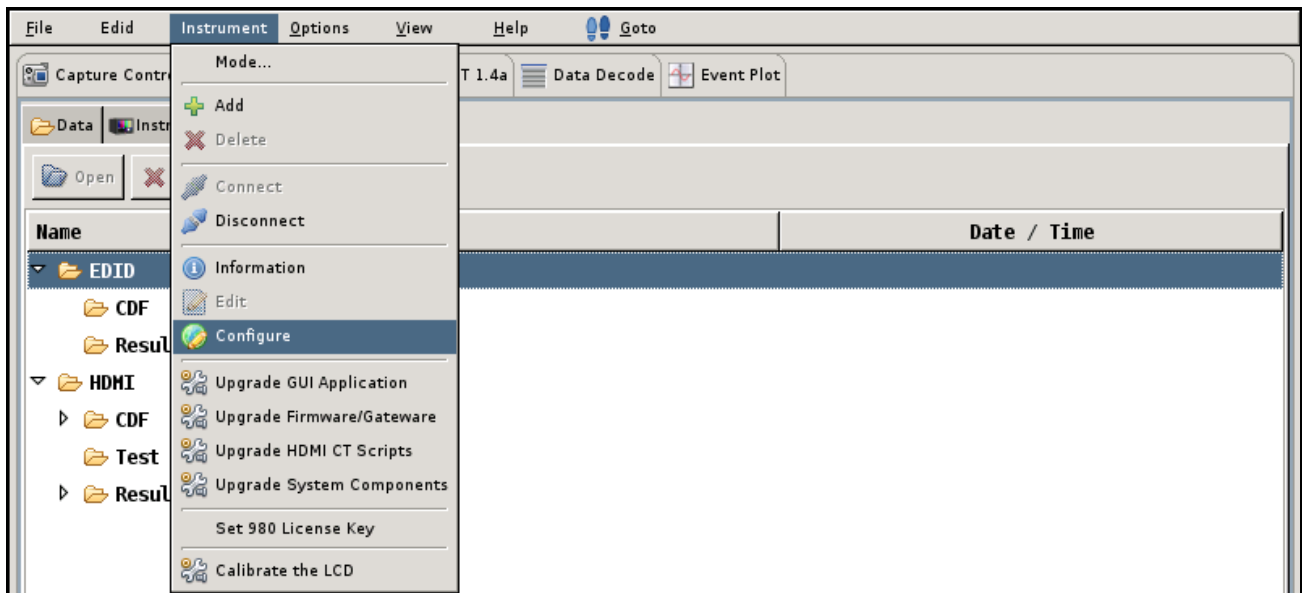 File Edid Instrument Options View Help Goto
Mode...
Capture Contr T 1.4a Data Decode Event Plot
Add
Data Instr
Delete
Open
Connect
Disconnect
Name Date / Time
Information
EDID
Edit
CDF
Configure
Resul
Upgrade GUI Application
HDMI
Upgrade Firmware/Gateware
CDF
Upgrade HDMI CT Scripts
Test
Upgrade System Components
Resul
Set 980 License Key
Calibrate the LCD